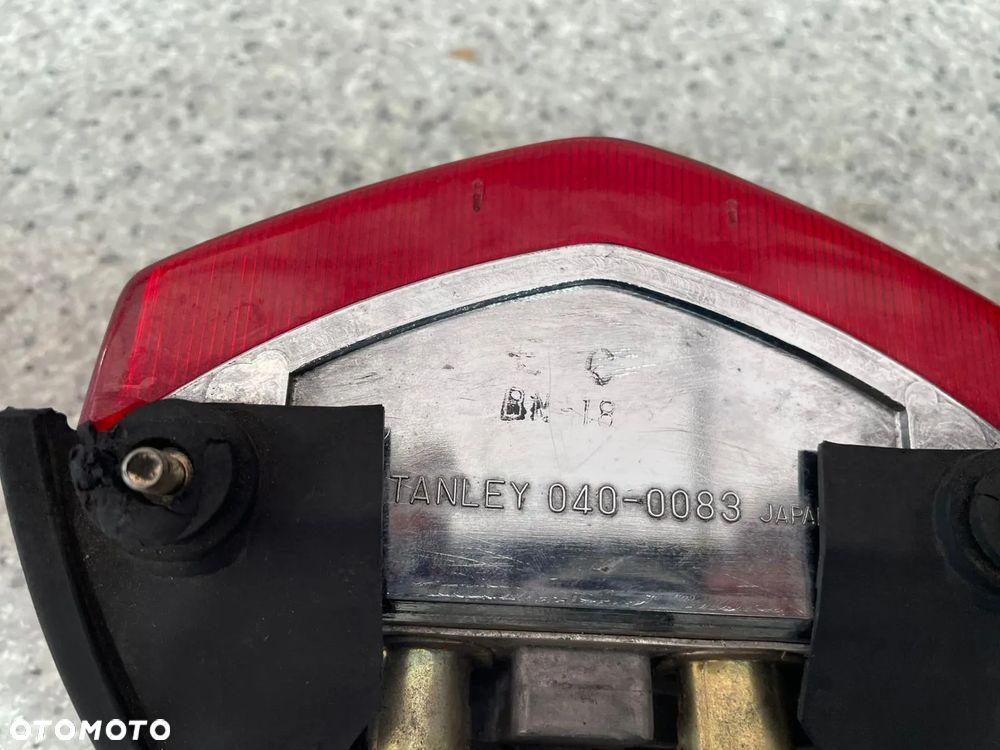 E C
BN-18
TANLEY 040-0083 JAPA
OTOMOTO